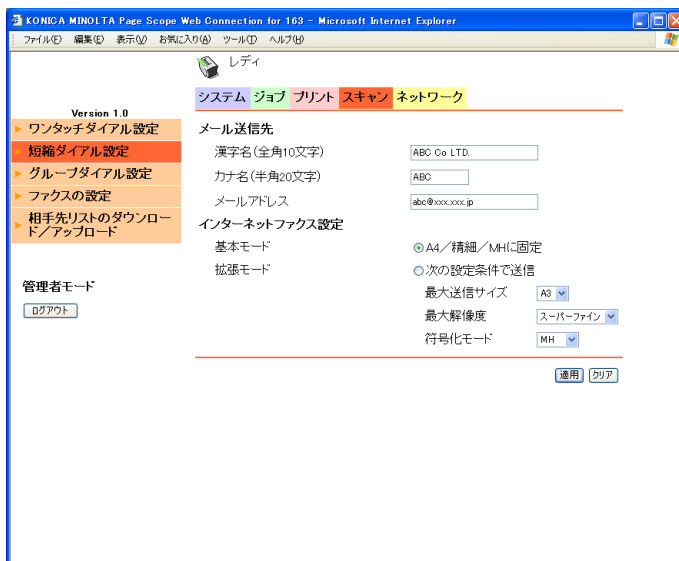 KONICA MINOLTA Page Scope Web Connection for 163 - Microsoft Internet Explorer
ファイル(F) 編集(E) 表示(V) お気に入り(A) ツール(T) ヘルプ(H)
レディ
システム ジョブ プリント スキャン ネットワーク
Version 1.0
ワンタッチダイアル設定
短縮ダイアル設定
グループダイアル設定
ファクスの設定
相手先リストのダウンロー
ド／アップロード
管理者モード
ログアウト
メール送信先
漢字名(全角10文字) ABC Co LTD.
カナ名(半角20文字) ABC
メールアドレス abc@xxx.xxx.jp
インターネットファクス設定
基本モード A4／精細／MHに固定
拡張モード 次の設定条件で送信
最大送信サイズ A3
最大解像度 スーパーファイン
符号化モード MH
適用 クリア